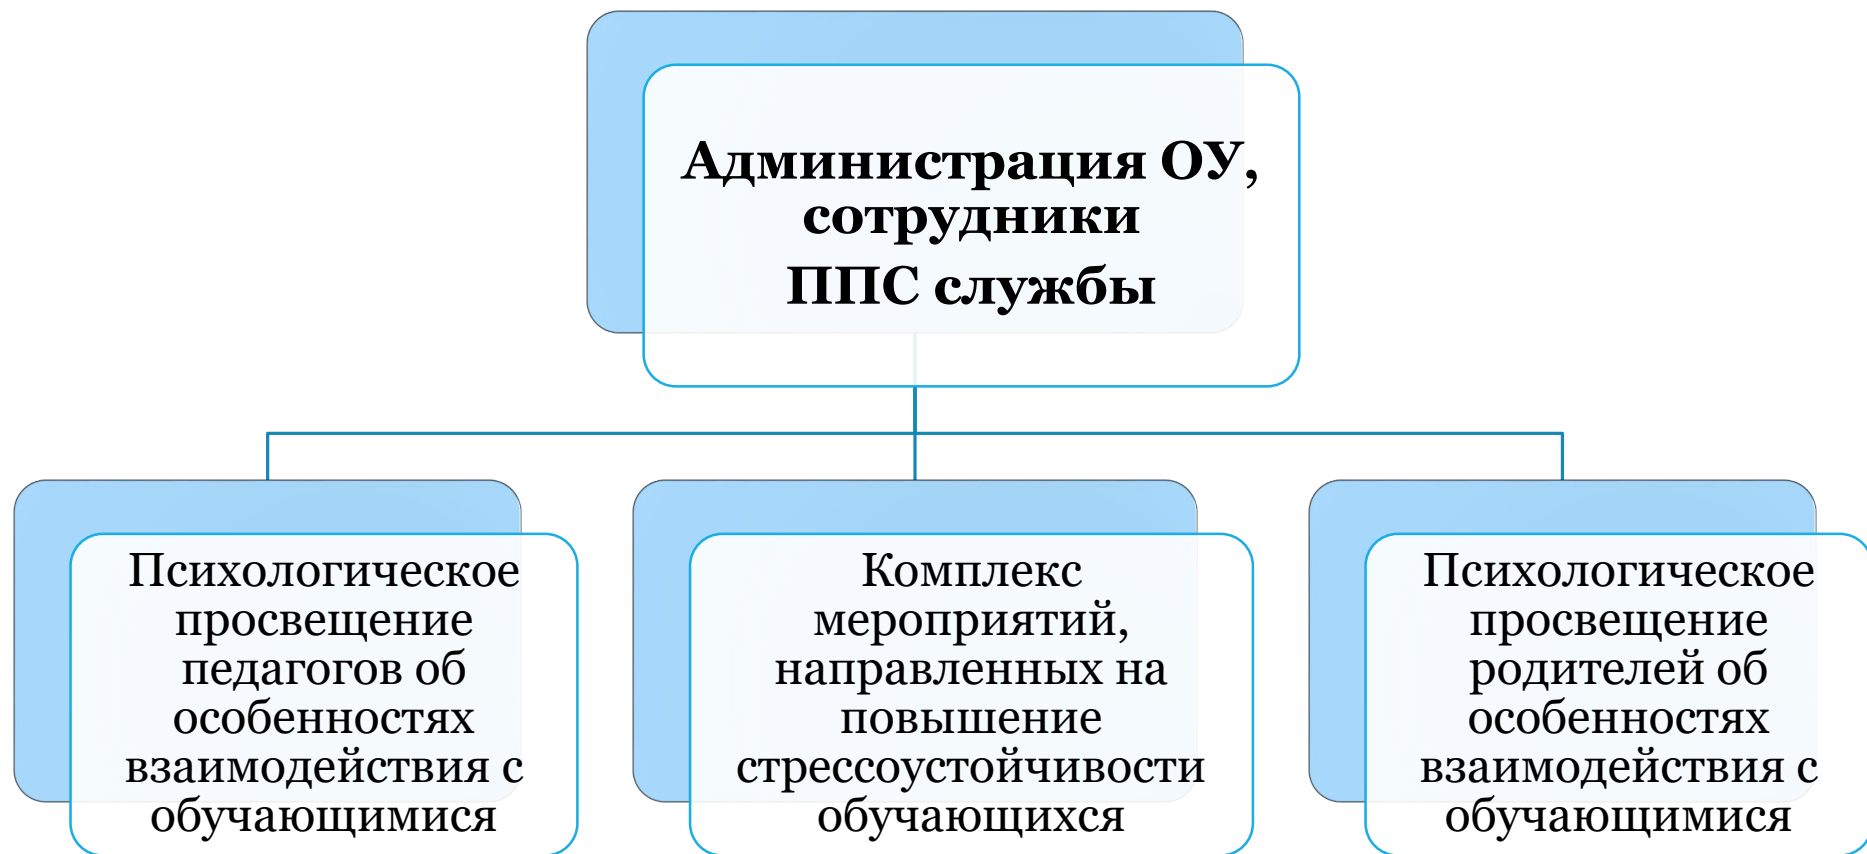 Администрация ОУ,
сотрудники
ППС службы
Психологическое
просвещение
педагогов об
особенностях
взаимодействия с
обучающимися
Комплекс
мероприятий,
направленных на
повышение
стрессоустойчивости
обучающихся
Психологическое
просвещение
родителей об
особенностях
взаимодействия с
обучающимися